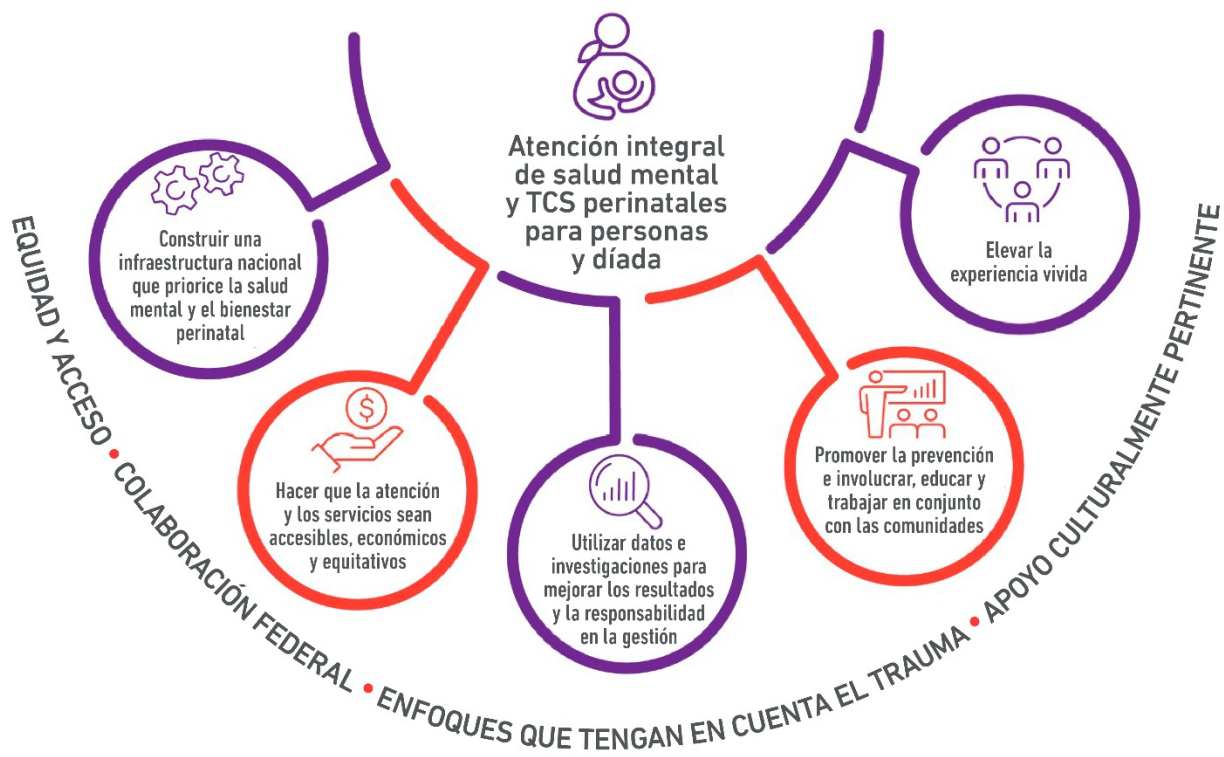 Atención integral
de salud mental
y TCS perinatales
para personas
y díada
Construir una
infraestructura nacional
que priorice la salud
mental y el bienestar
perinatal
Hacer que la atención
y los servicios sean
accesibles, económicos
y equitativos
$
Utilizar datos e
investigaciones para
mejorar los resultados
y la responsabilidad
en la gestión
Promover la prevención
e involucrar, educar y
trabajar en conjunto
con las comunidades
Elevar la
experiencia vivida
EQUIDAD Y ACCESO • COLABORACIÓN FEDERAL • ENFOQUES QUE TENGAN EN CUENTA EL TRAUMA • APOYO CULTURALMENTE PERTINENTE